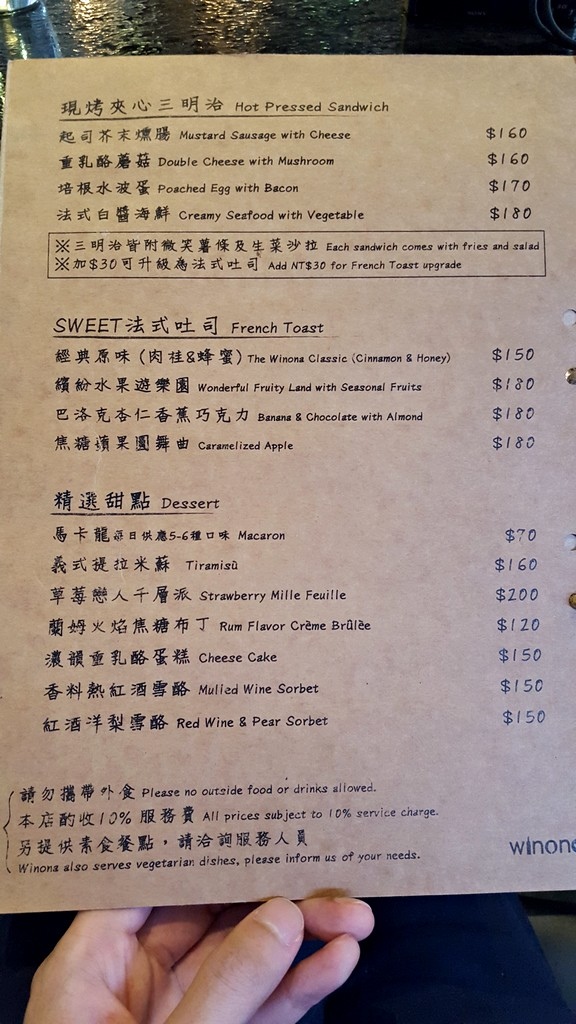 現烤夾心三明治 Hot Pressed Sandwich
起司芥末燻腸 Mustard Sausage with Cheese $160
重乳酪蘑菇 Double Cheese with Mushroom $160
培根水波蛋 Poached Egg with Bacon $170
法式白醬海鮮 Creamy Seafood with Vegetable $180
※三明治皆附微笑薯條及生菜沙拉 Each sandwich comes with fries and salad
※加$30可升級為法式吐司 Add NT$30 for French Toast upgrade
SWEET法式吐司 French Toast
經典原味(肉桂&蜂蜜) The Winona Classic (Cinnamon & Honey) $150
繽紛水果遊樂園 Wonderful Fruity Land with Seasonal Fruits $180
巴洛克杏仁香蕉巧克力 Banana & Chocolate with Almond $180
焦糖蘋果圓舞曲 Caramelized Apple $180
精選甜點 Dessert
馬卡龍 每日供應5-6種口味 Macaron $70
義式提拉米蘇 Tiramisù $160
草莓戀人千層派 Strawberry Mille Feuille $200
蘭姆火焰焦糖布丁 Rum Flavor Crème Brûlèe $120
濃韻重乳酪蛋糕 Cheese Cake $150
香料熱紅酒雪酪 Mulied Wine Sorbet $150
紅酒洋梨雪酪 Red Wine & Pear Sorbet $150
請勿攜帶外食 Please no outside food or drinks allowed.
本店酌收10% 服務費 All prices subject to 10% service charge.
另提供素食餐點，請洽詢服務人員
Winona also serves vegetarian dishes, please inform us of your needs.
winona